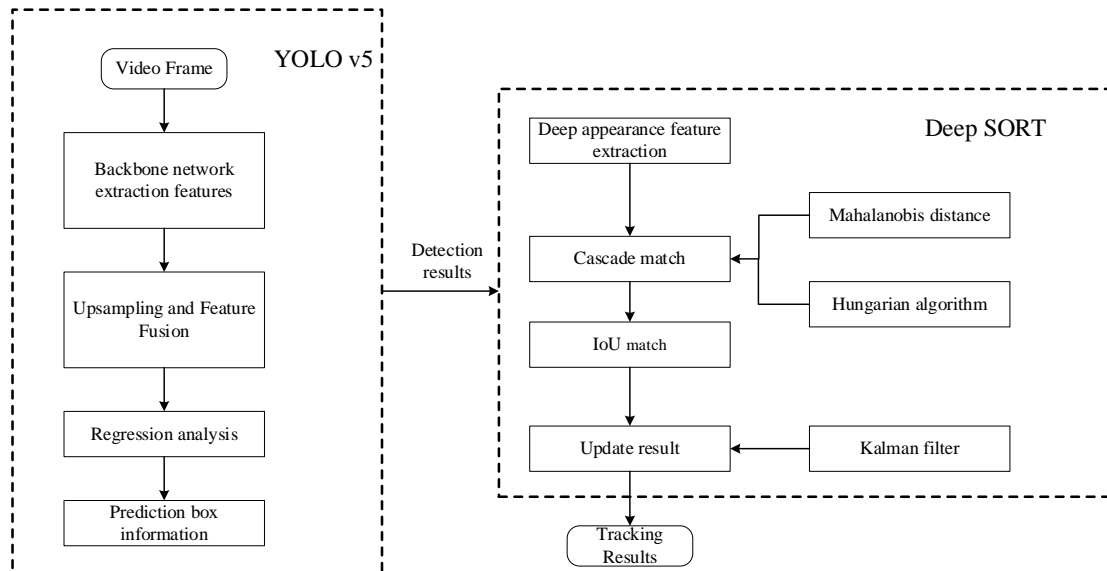 YOLO v5
Video Frame
Backbone network
extraction features
Upsampling and Feature
Fusion
Regression analysis
Prediction box
information
Detection
results
Deep SORT
Deep appearance feature
extraction
Mahalanobis distance
Cascade match
Hungarian algorithm
IoU match
Update result
Kalman filter
Tracking
Results